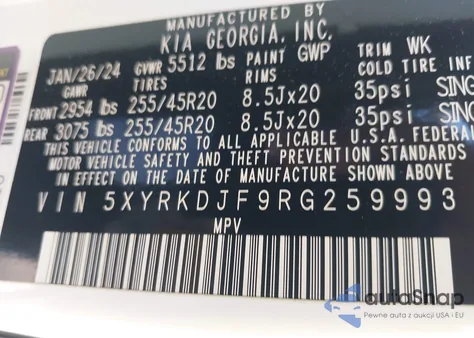 MANUFACTURED BY
KIA GEORGIA, INC.
JAN/26/24 GVWR 5512 lbs PAINT GWP TRIM WK
GAWR RIMS COLD TIRE INF
FRONT 2954 lbs 255/45R20 8.5Jx20 35psi SING
REAR 3075 lbs 255/45R20 8.5Jx20 35psi SING
THIS VEHICLE CONFORMS TO ALL APPLICABLE U.S.A. FEDERA
MOTOR VEHICLE SAFETY AND THEFT PREVENTION STANDARDS
IN EFFECT ON THE DATE OF MANUFACTURE SHOWN ABOVE
VIN 5XYRKDJF9RG259993
MPV
autaSnap
Pewne auta z aukcji USA i EU